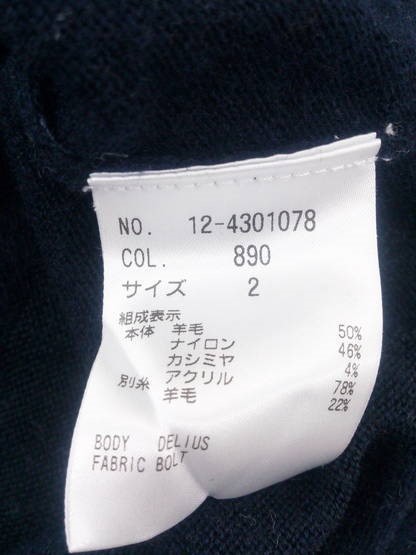 NO. 12-4301078
COL. 890
サイズ 2
組成表示
本体 羊毛 50%
ナイロン 46%
カシミヤ 4%
別糸 アクリル 78%
羊毛 22%
BODY DELIUS
FABRIC BOLT